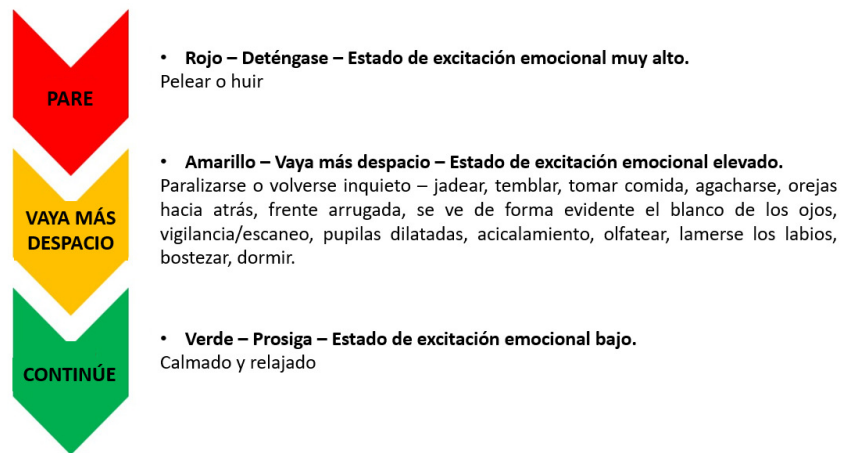 PARE
• Rojo – Deténgase – Estado de excitación emocional muy alto.
Pelear o huir
VAYA MÁS
DESPACIO
• Amarillo – Vaya más despacio – Estado de excitación emocional elevado.
Paralizarse o volverse inquieto – jadear, temblar, tomar comida, agacharse, orejas
hacia atrás, frente arrugada, se ve de forma evidente el blanco de los ojos,
vigilancia/escaneo, pupilas dilatadas, acicalamiento, olfatear, lamerse los labios,
bostezar, dormir.
CONTINÚE
• Verde – Prosiga – Estado de excitación emocional bajo.
Calmado y relajado